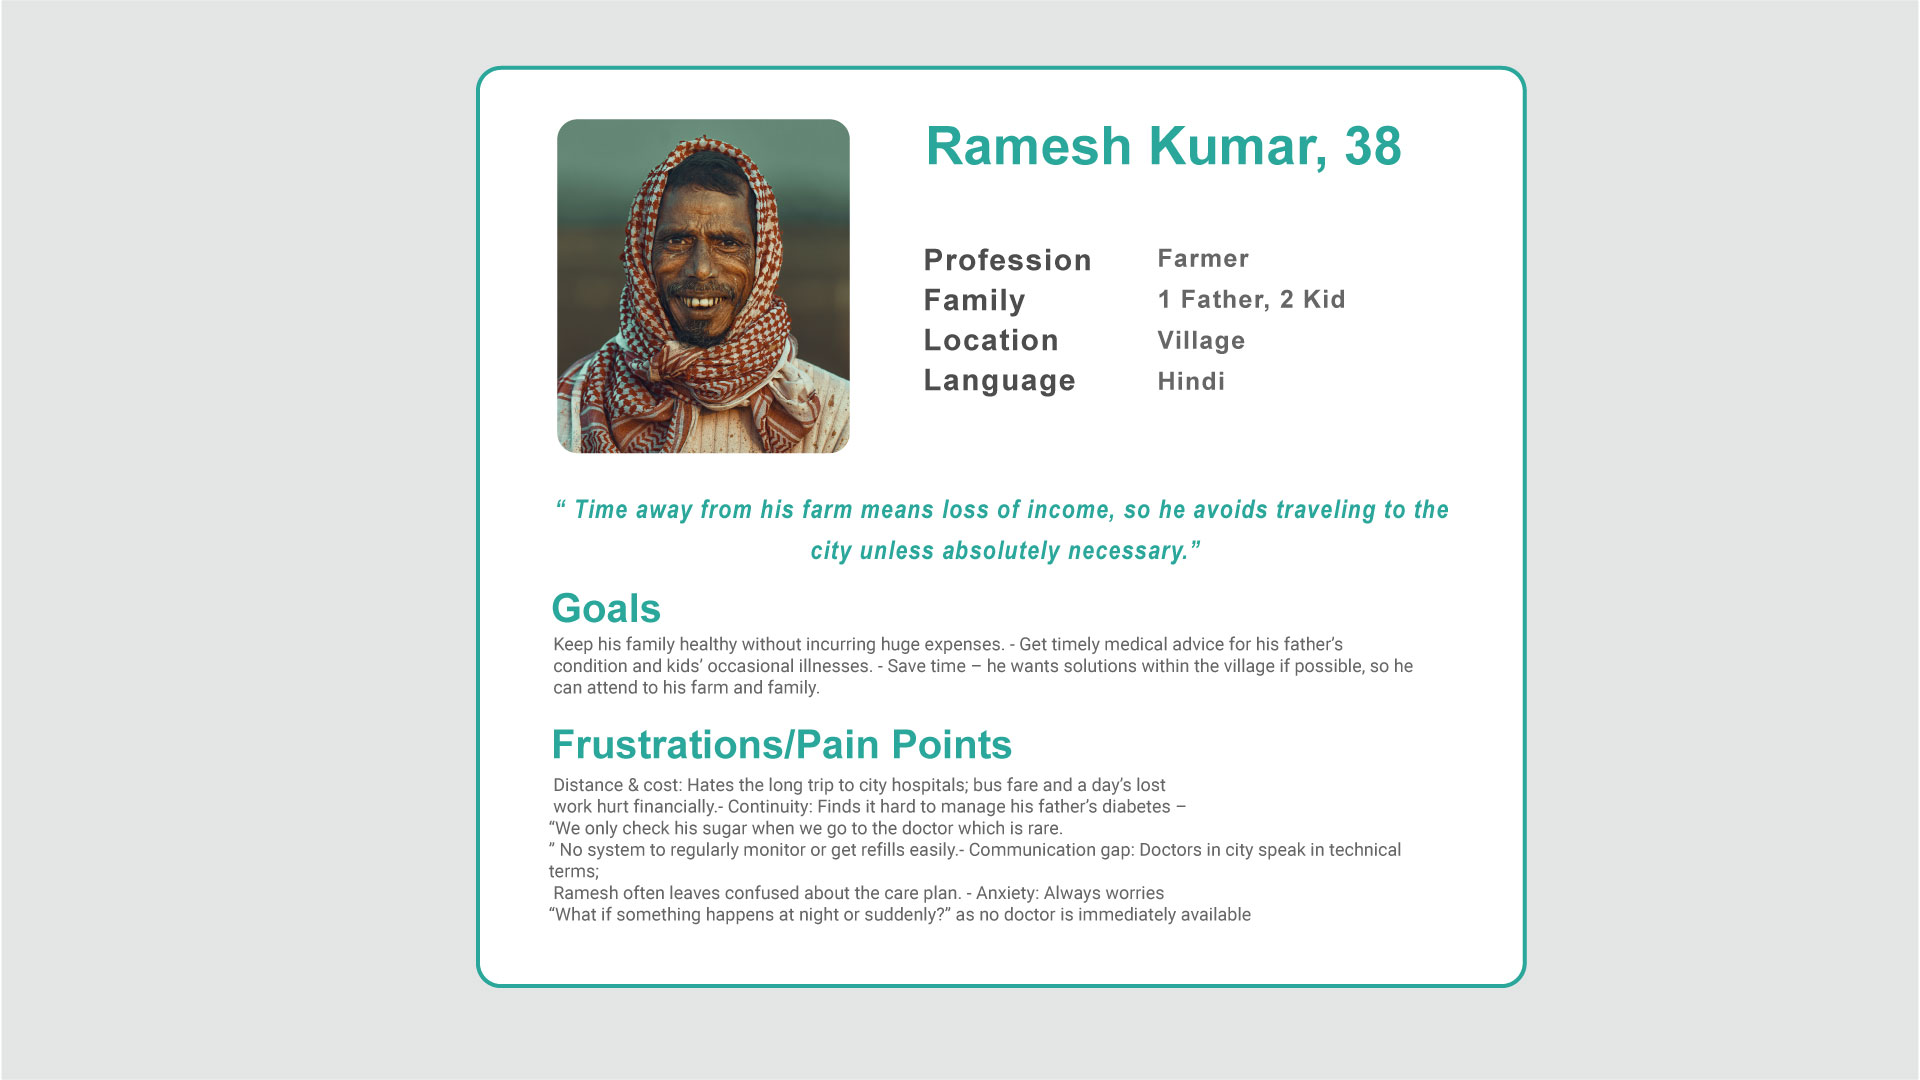 Ramesh Kumar, 38
Profession Farmer
Family 1 Father, 2 Kid
Location Village
Language Hindi
“ Time away from his farm means loss of income, so he avoids traveling to the
city unless absolutely necessary.”
Goals
Keep his family healthy without incurring huge expenses. - Get timely medical advice for his father’s
condition and kids’ occasional illnesses. - Save time – he wants solutions within the village if possible, so he
can attend to his farm and family.
Frustrations/Pain Points
Distance & cost: Hates the long trip to city hospitals; bus fare and a day’s lost
work hurt financially.- Continuity: Finds it hard to manage his father’s diabetes –
“We only check his sugar when we go to the doctor which is rare.
” No system to regularly monitor or get refills easily.- Communication gap: Doctors in city speak in technical
terms;
Ramesh often leaves confused about the care plan. - Anxiety: Always worries
“What if something happens at night or suddenly?” as no doctor is immediately available